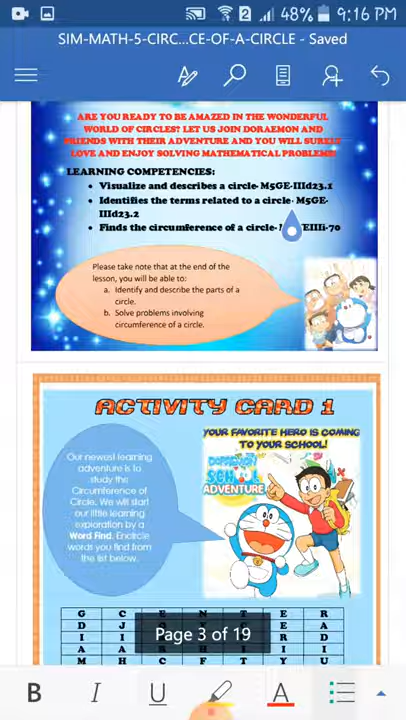 2 48% 9:16 PM
SIM-MATH-5-CIRC...CE-OF-A-CIRCLE - Saved
ARE YOU READY TO BE AMAZED IN THE WONDERFUL
WORLD OF CIRCLES? LET US JOIN DORAEMON AND
FRIENDS WITH THEIR ADVENTURE AND YOU WILL SURELY
LOVE AND ENJOY SOLVING MATHEMATICAL PROBLEMS!
LEARNING COMPETENCIES:
• Visualize and describes a circle- M5GE-IIId23.1
• Identifies the terms related to a circle- M5GE-
IIId23.2
• Finds the circumference of a circle- EIIIi-70
Please take note that at the end of the
lesson, you will be able to:
a. Identify and describe the parts of a
circle.
b. Solve problems involving
circumference of a circle.
ACTIVITY CARD 1
Our newest learning
adventure is to
study the
Circumference of
Circle. We will start
our little learning
exploration by a
Word Find. Encircle
words you find from
the list below.
YOUR FAVORITE HERO IS COMING
TO YOUR SCHOOL!
DORAEMON
SCHOOL
ADVENTURE
G C E N T E R
D J A
I I R D
A A I I
M H C F T Y U
Page 3 of 19
B I U A